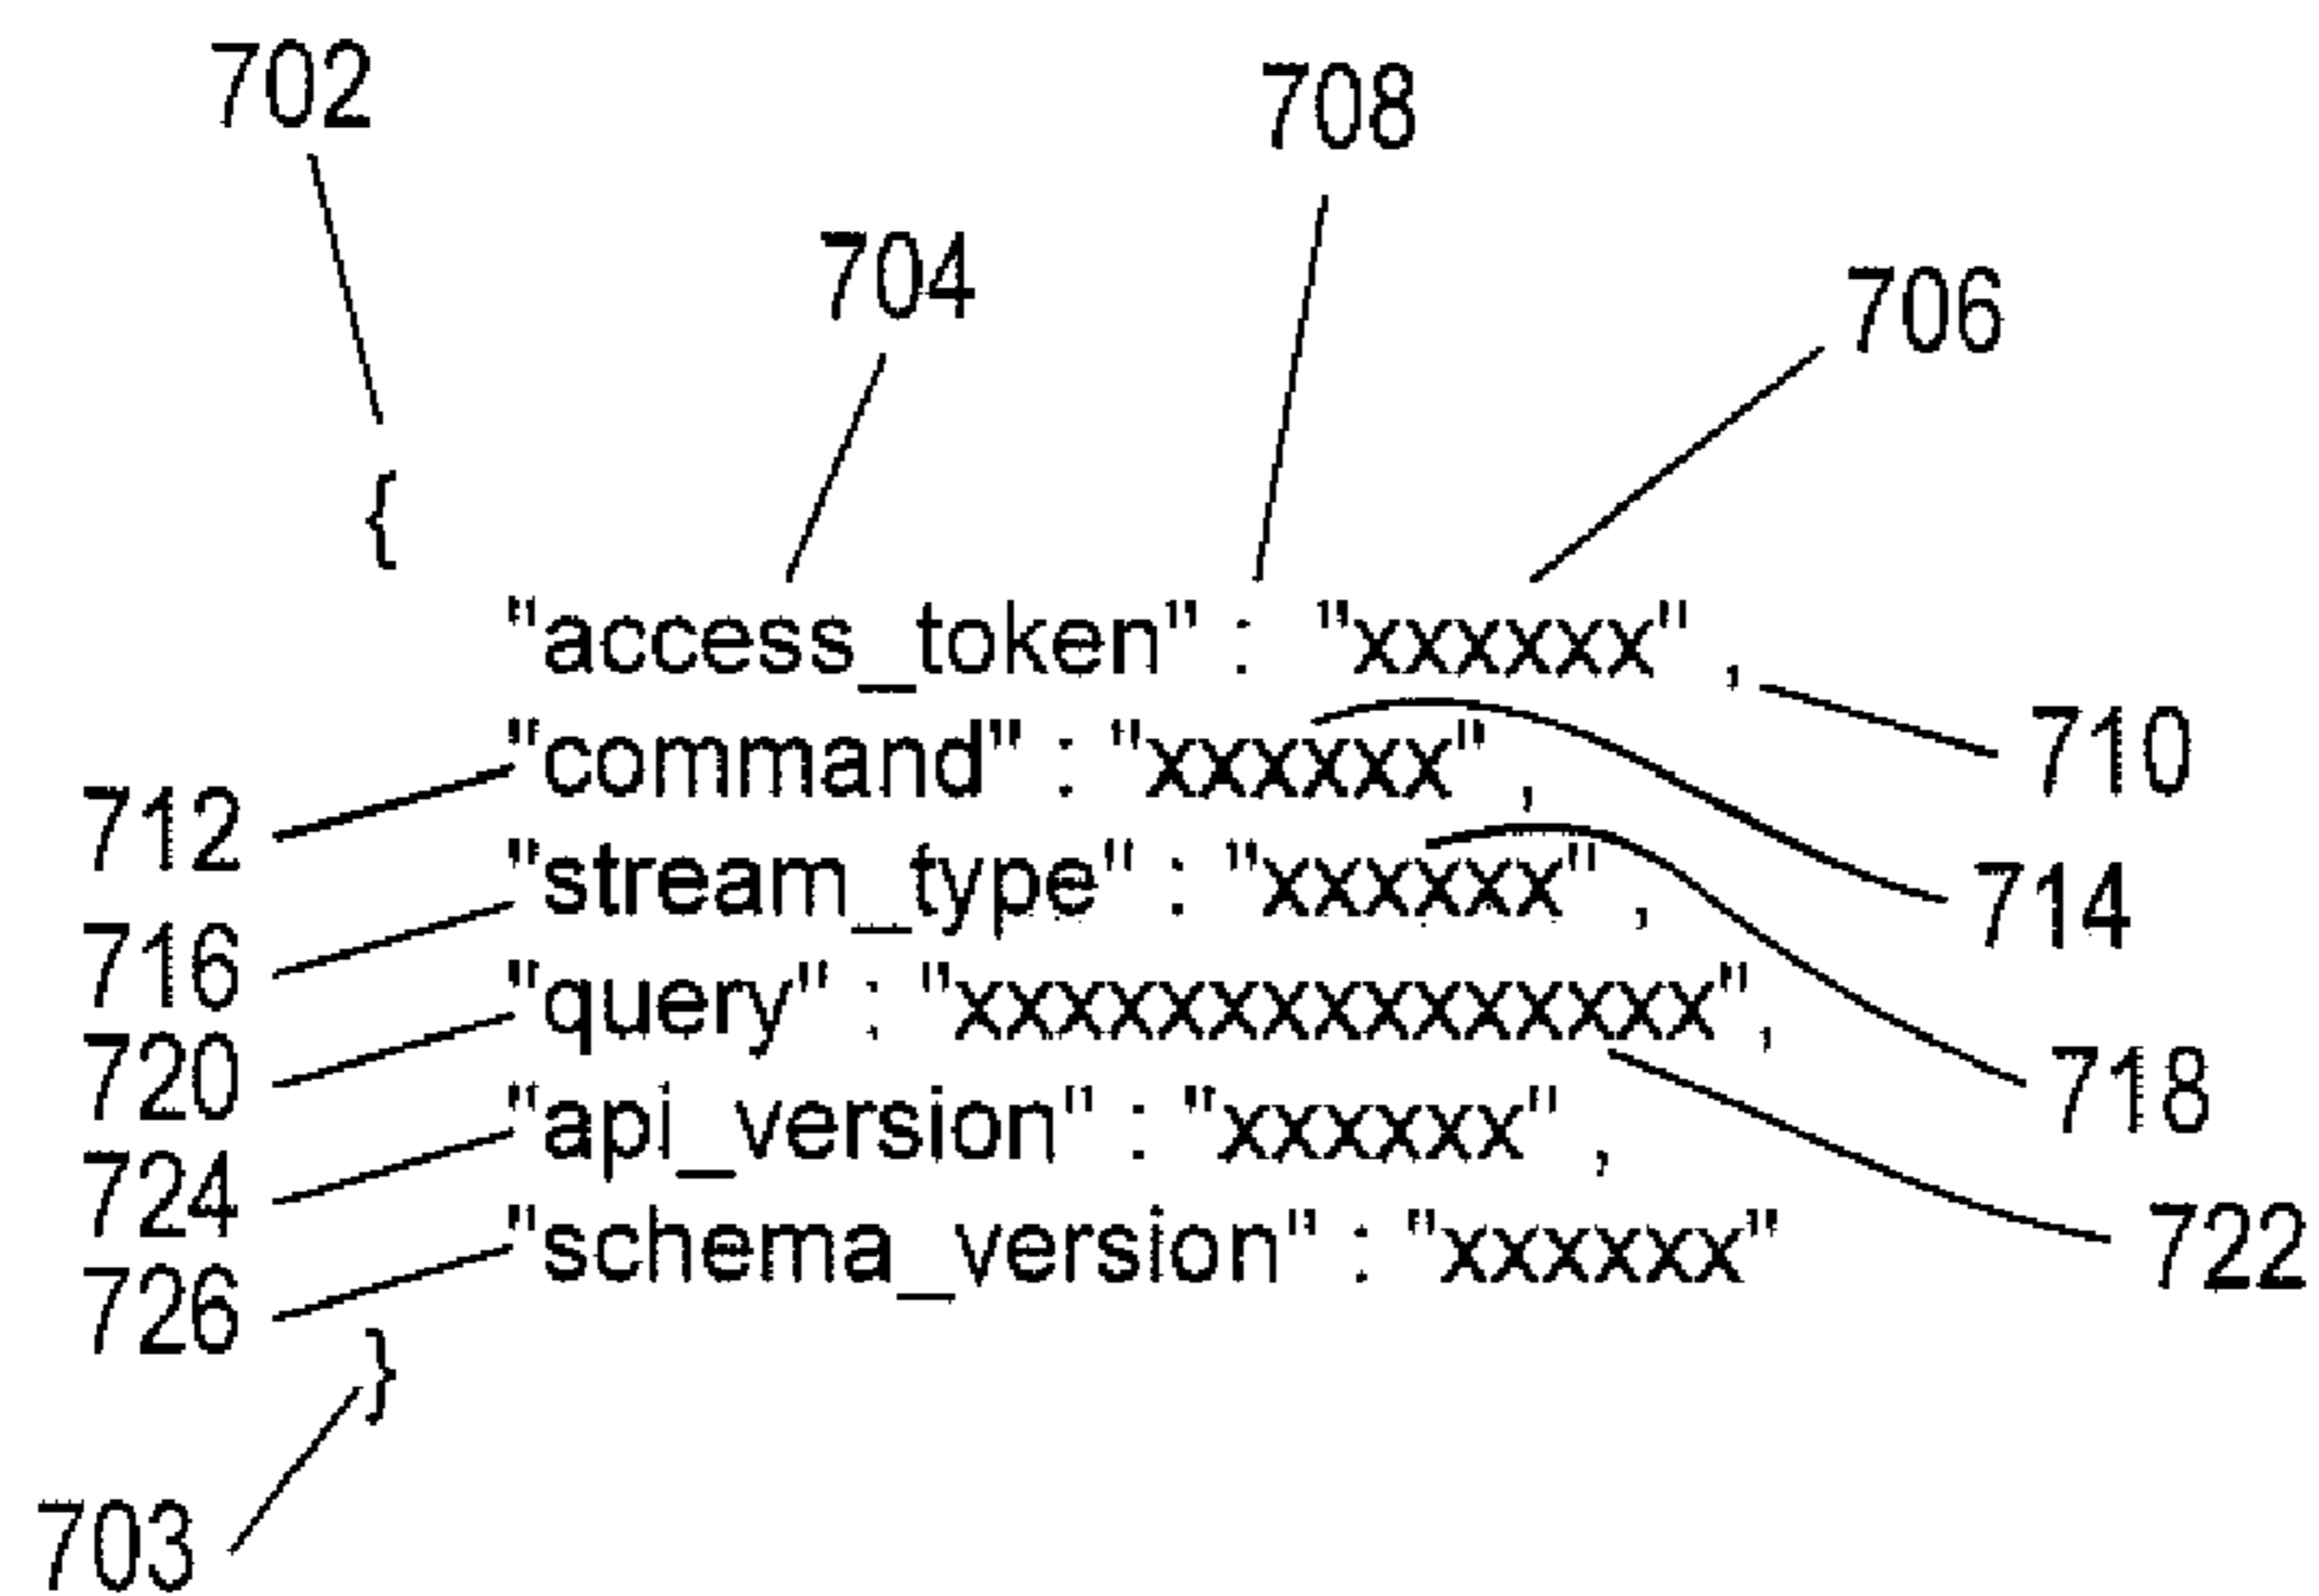 702
708
704
706
{
"access_token" : "xxxxxx" ,
710
"command" : "xxxxxx" ,
712
714
"stream_type" : "xxxxxx" ,
716
718
"query" : "xxxxxxxxxxxxxxx" ,
720
722
"api_version" : "xxxxxx" ,
724
"schema_version" : "xxxxxx"
726
}
703